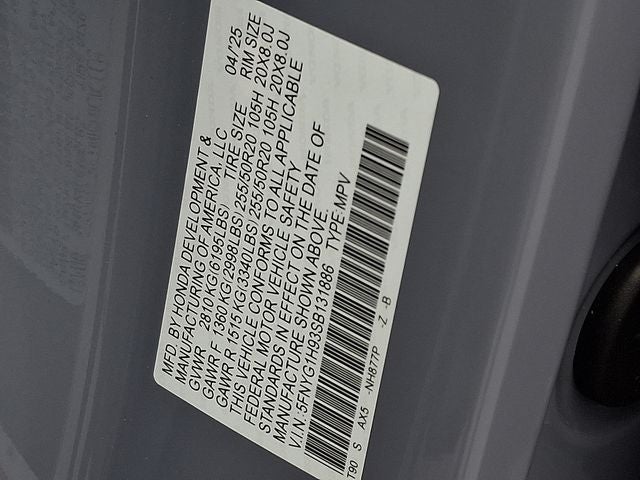 MFD. BY HONDA DEVELOPMENT &
MANUFACTURING OF AMERICA, LLC 04/'25
GVWR 2810 KG(6195LBS) TIRE SIZE RIM SIZE
GAWR F 1360 KG(2998LBS) 255/50R20 105H 20X8.0J
GAWR R 1515 KG(3340LBS) 255/50R20 105H 20X8.0J
THIS VEHICLE CONFORMS TO ALL APPLICABLE
FEDERAL MOTOR VEHICLE SAFETY
STANDARDS IN EFFECT ON THE DATE OF
MANUFACTURE SHOWN ABOVE.
V.I.N.:5FNYG1H93SB131886 TYPE:MPV
T90 S AX5 -NH877P -Z -B